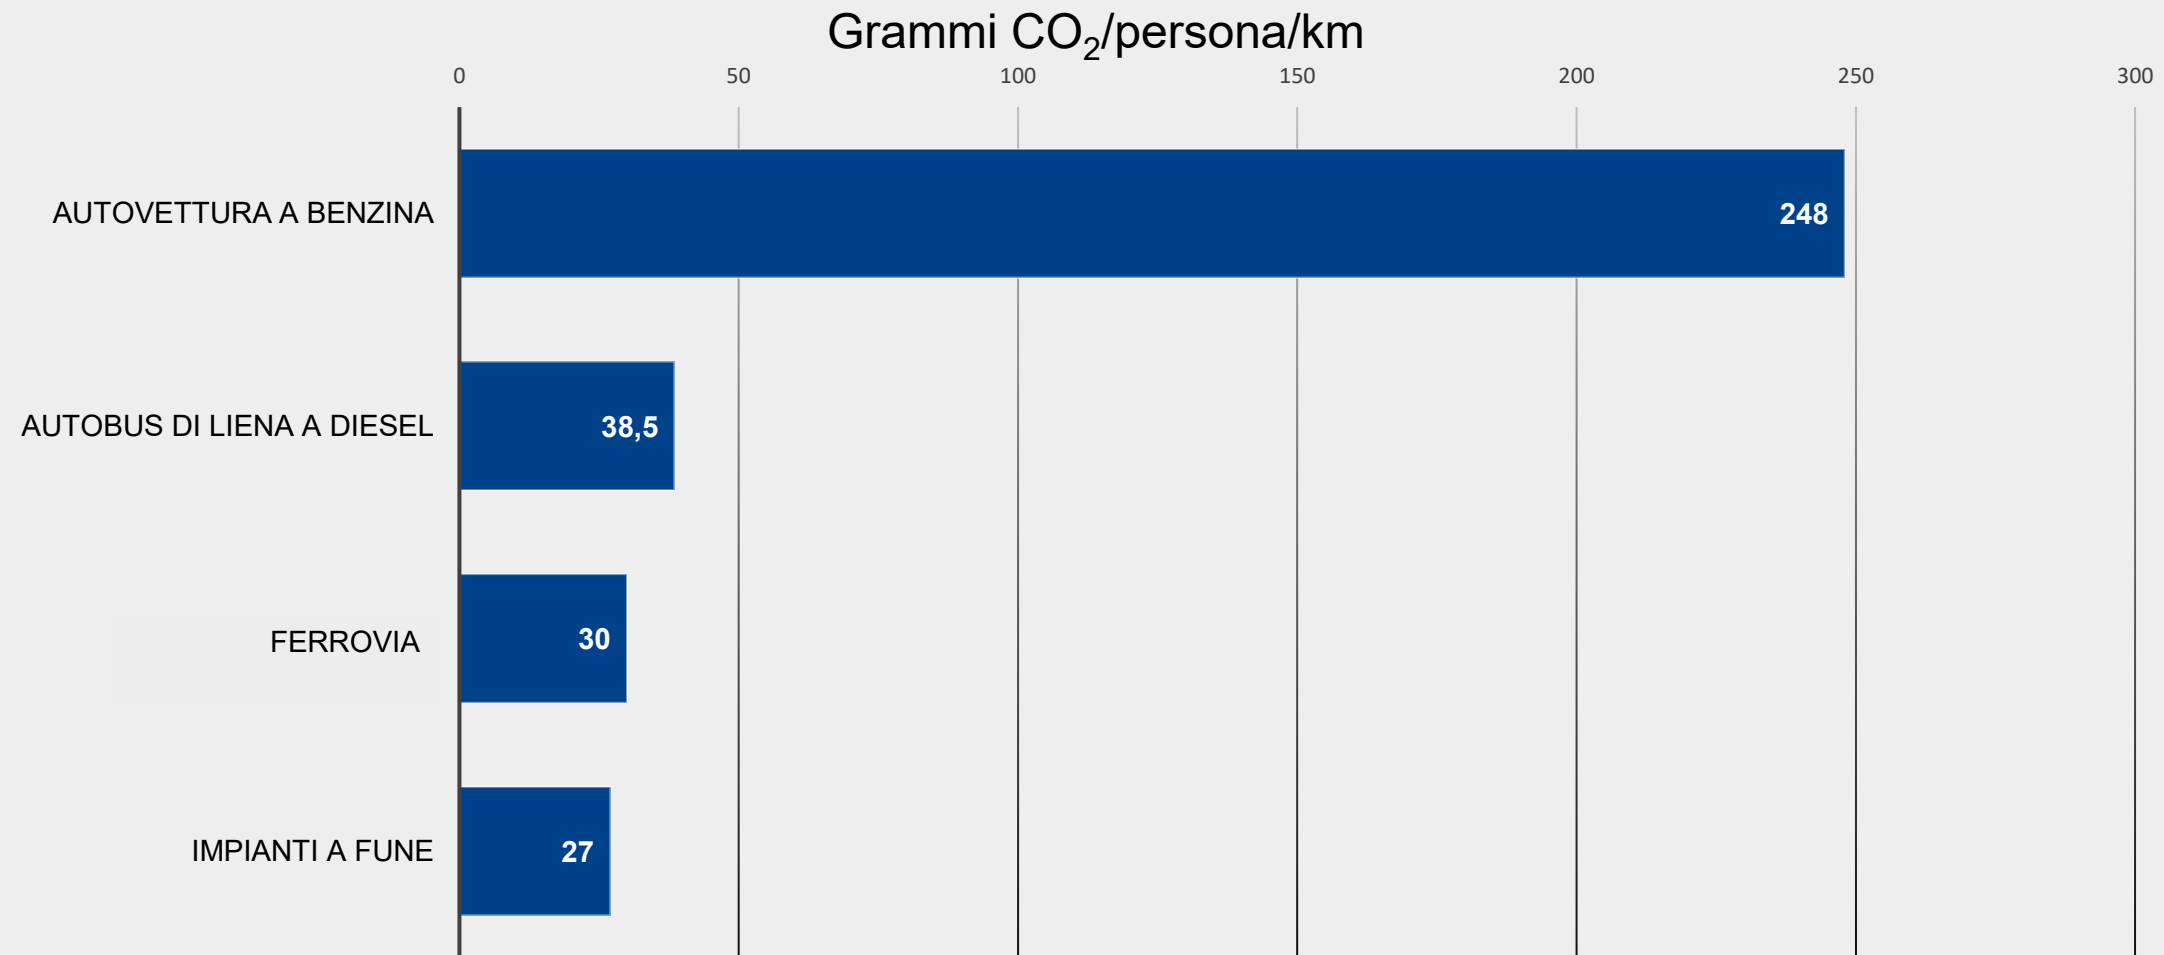 Grammi CO₂/persona/km
0 50 100 150 200 250 300
AUTOVETTURA A BENZINA 248
AUTOBUS DI LIENA A DIESEL 38,5
FERROVIA 30
IMPIANTI A FUNE 27